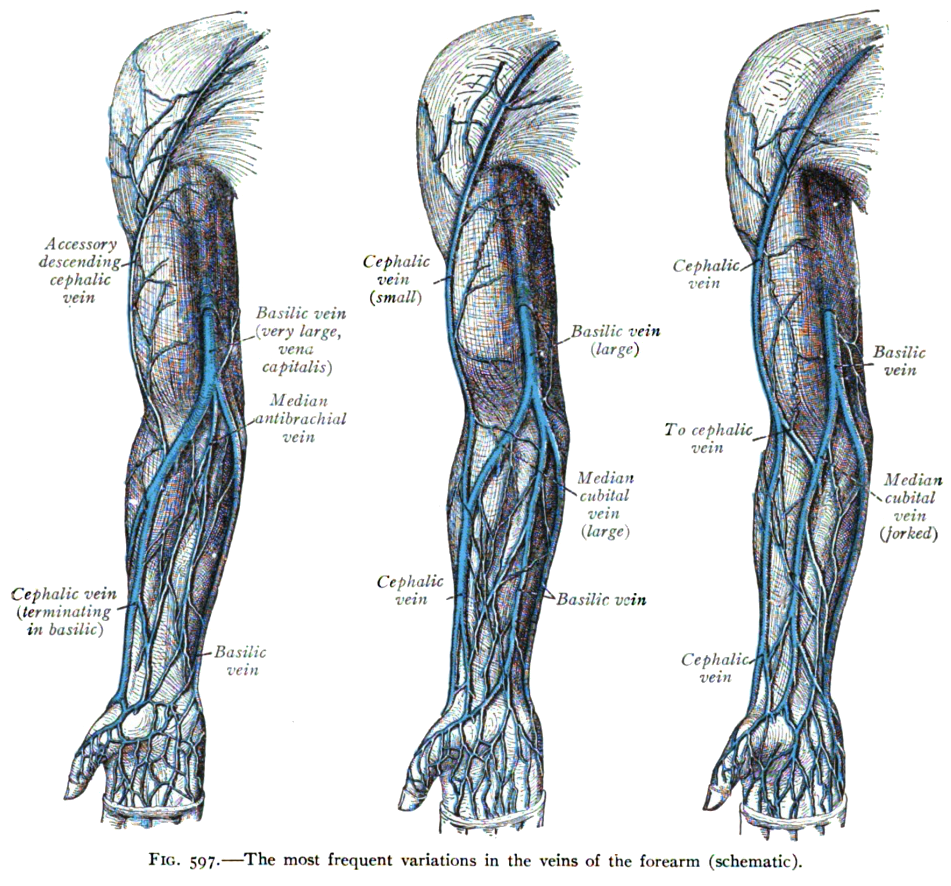 Accessory
descending
cephalic
vein
Basilic vein
(very large,
vena
capitalis)
Median
antibrachial
vein
Cephalic vein
(terminating
in basilic)
Basilic
vein
Cephalic
vein
(small)
Basilic vein
(large)
Median
cubital
vein
(large)
Cephalic
vein
Basilic vein
Cephalic
vein
Basilic
vein
To cephalic
vein
Median
cubital
vein
(forked)
Cephalic
vein
FIG. 597.—The most frequent variations in the veins of the forearm (schematic).